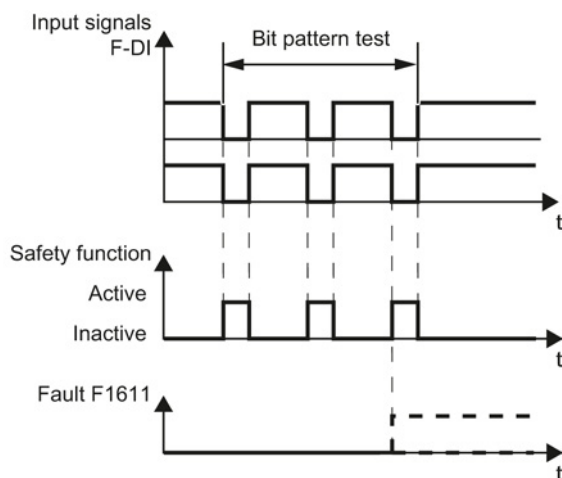 Input signals
F-DI
Bit pattern test
t
Safety function
Active
Inactive
t
Fault F1611
t